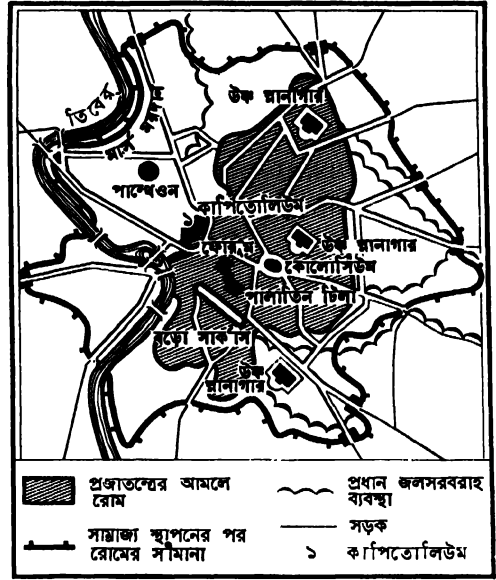 উষ্ণ স্নানাগার
তিবের
মার্স ময়দান
পান্থেওন
কাপিতোলিউম
১
ফোরুম
উষ্ণ স্নানাগার
কোলোসিউম
পালাতিন টিলা
বড়ো সার্কাস
উষ্ণ
স্নানাগার
প্রজাতন্ত্রের আমলে
রোম
প্রধান জলসরবরাহ
ব্যবস্থা
সাম্রাজ্য স্থাপনের পর
রোমের সীমানা
সড়ক
১ কাপিতোলিউম